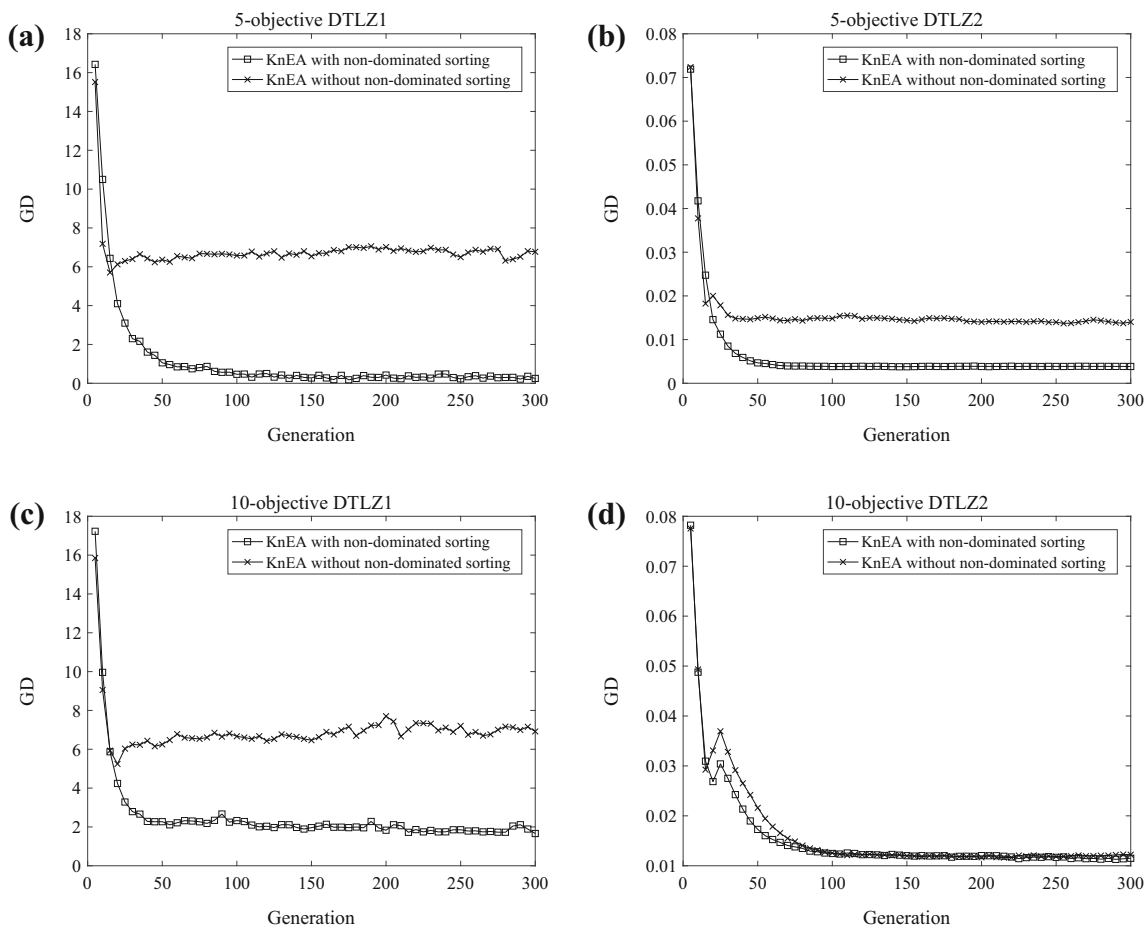 (a)
5-objective DTLZ1
18
16
14
12
10
8
6
4
2
0
GD
KnEA with non-dominated sorting
KnEA without non-dominated sorting
0 50 100 150 200 250 300
Generation
(b)
5-objective DTLZ2
0.08
0.07
0.06
0.05
0.04
0.03
0.02
0.01
0
GD
KnEA with non-dominated sorting
KnEA without non-dominated sorting
0 50 100 150 200 250 300
Generation
(c)
10-objective DTLZ1
18
16
14
12
10
8
6
4
2
0
GD
KnEA with non-dominated sorting
KnEA without non-dominated sorting
0 50 100 150 200 250 300
Generation
(d)
10-objective DTLZ2
0.08
0.07
0.06
0.05
0.04
0.03
0.02
0.01
GD
KnEA with non-dominated sorting
KnEA without non-dominated sorting
0 50 100 150 200 250 300
Generation